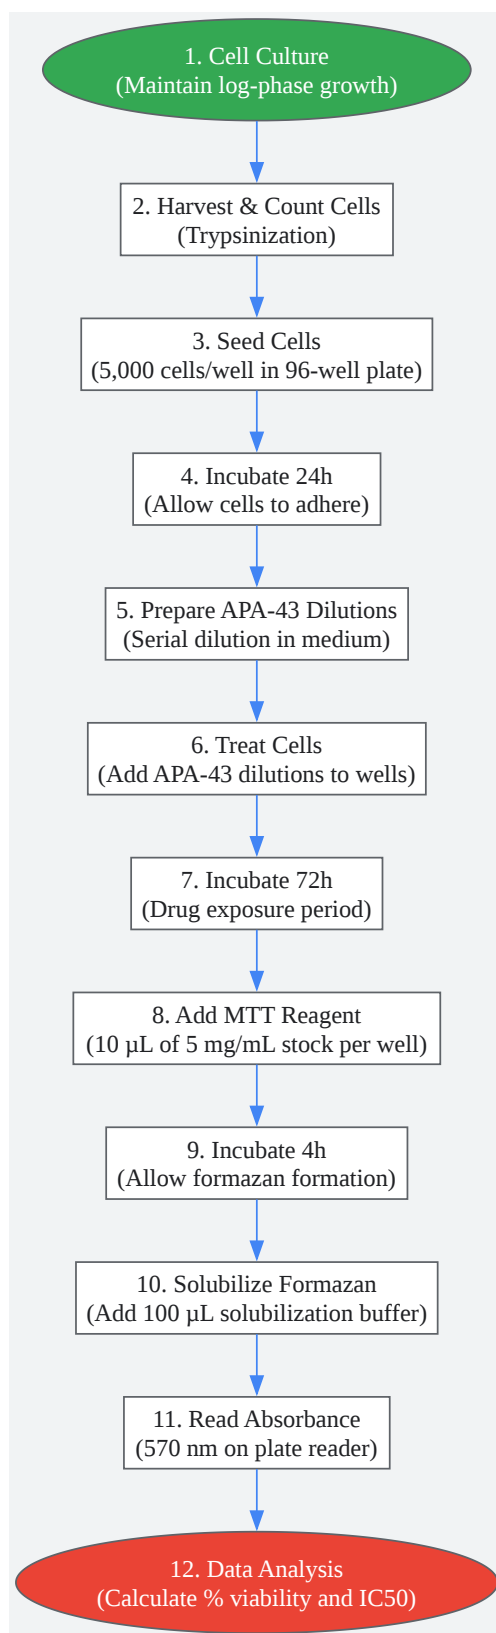 1. Cell Culture
(Maintain log-phase growth)
2. Harvest & Count Cells
(Trypsinization)
3. Seed Cells
(5,000 cells/well in 96-well plate)
4. Incubate 24h
(Allow cells to adhere)
5. Prepare APA-43 Dilutions
(Serial dilution in medium)
6. Treat Cells
(Add APA-43 dilutions to wells)
7. Incubate 72h
(Drug exposure period)
8. Add MTT Reagent
(10 µL of 5 mg/mL stock per well)
9. Incubate 4h
(Allow formazan formation)
10. Solubilize Formazan
(Add 100 µL solubilization buffer)
11. Read Absorbance
(570 nm on plate reader)
12. Data Analysis
(Calculate % viability and IC50)